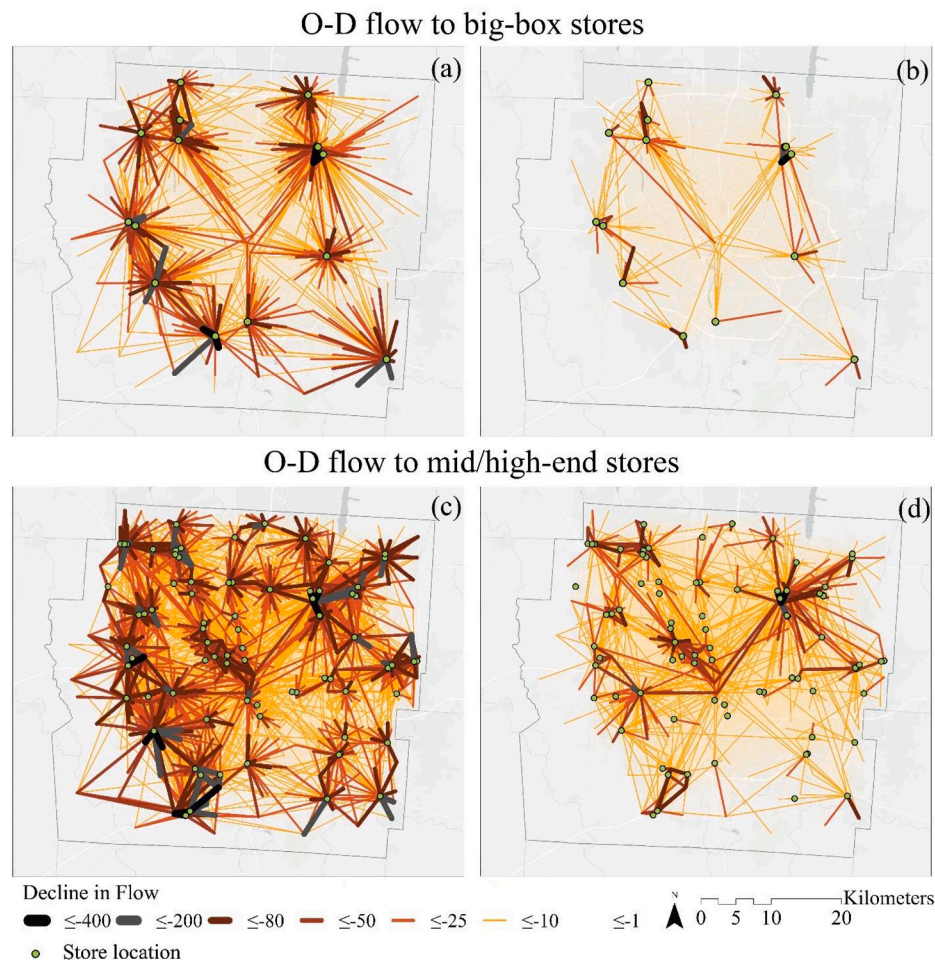 O-D flow to big-box stores
(a)
(b)
O-D flow to mid/high-end stores
(c)
(d)
Decline in Flow
≤-400 ≤-200 ≤-80 ≤-50 ≤-25 ≤-10 ≤-1
Store location
N
Kilometers
0 5 10 20